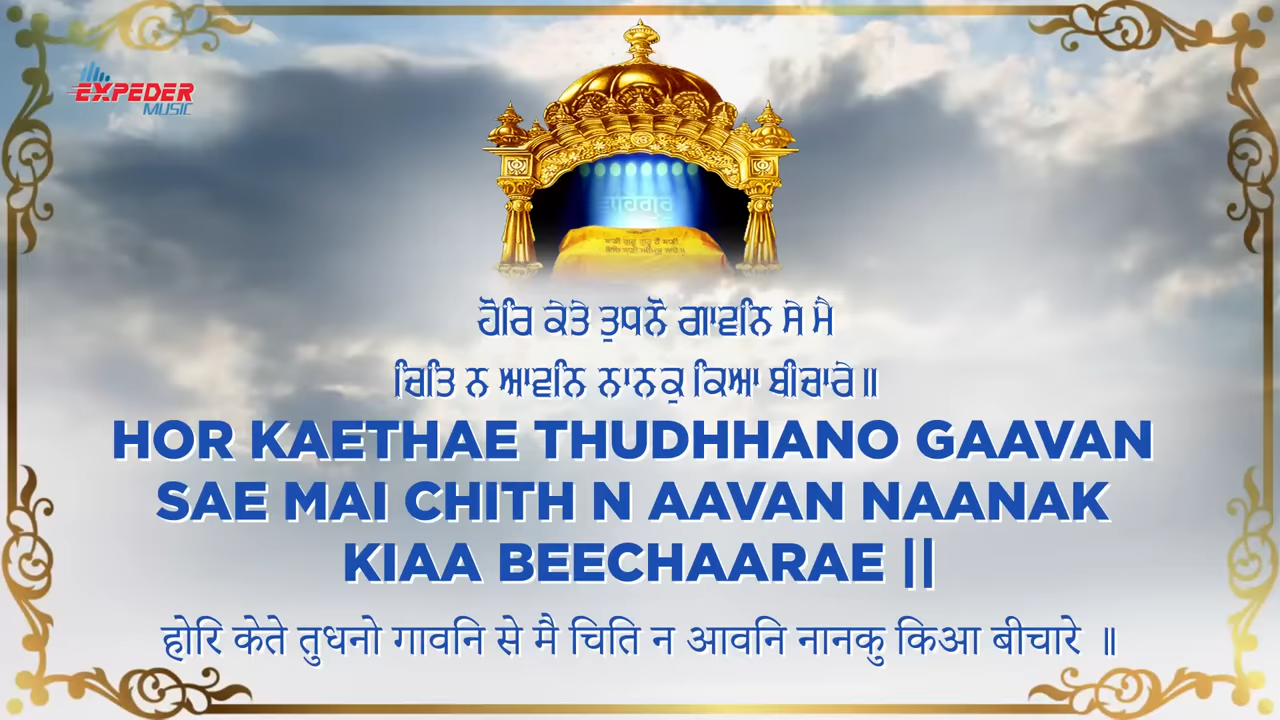 EXPEDER
MUSIC
ਵਾਹਿਗੁਰੂ
ਹੋਰਿ ਕੇਤੇ ਤੁਧਨੋ ਗਾਵਨਿ ਸੇ ਮੈ
ਚਿਤਿ ਨ ਆਵਨਿ ਨਾਨਕੁ ਕਿਆ ਬੀਚਾਰੇ॥
HOR KAETHAE THUDHHANO GAAVAN
SAE MAI CHITH N AAVAN NAANAK
KIAA BEECHAARAE ||
होरि केते तुधनो गावनि से मै चिति न आवनि नानकु किआ बीचारे ॥